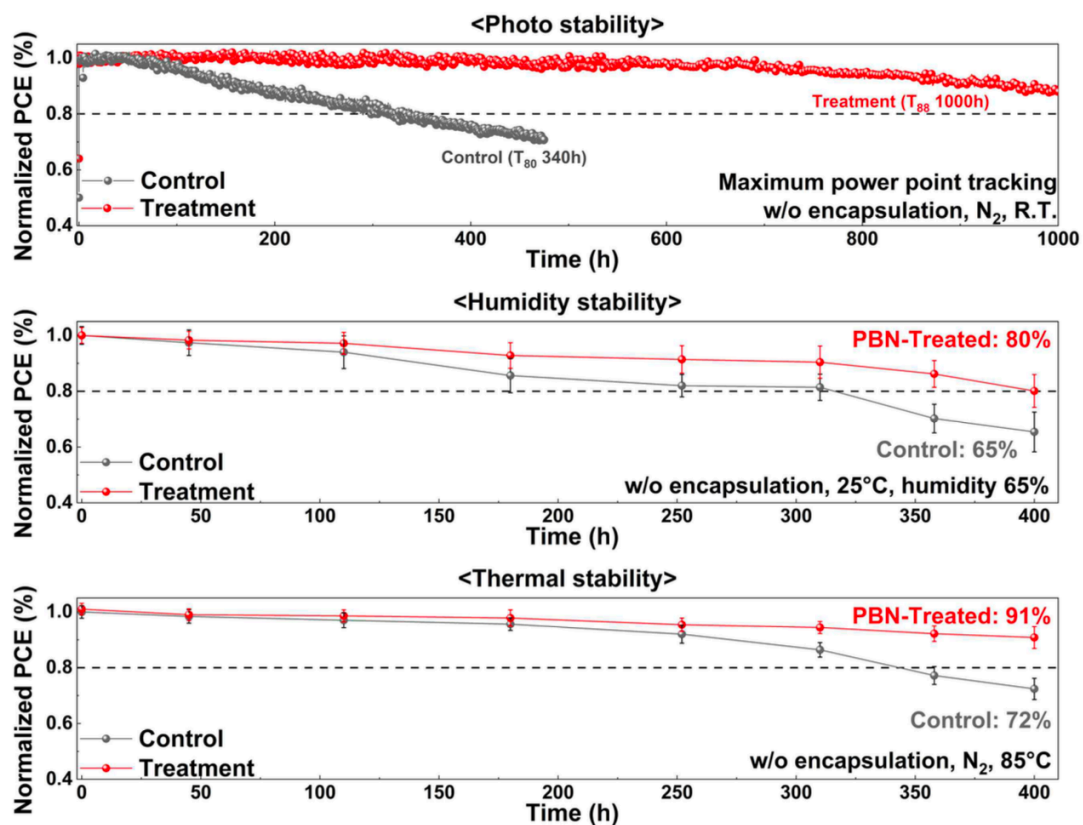 <Photo stability>
Normalized PCE (%)
1.0
0.8
0.6
0.4
Treatment (T₈₈ 1000h)
Control (T₈₀ 340h)
Control
Treatment
Maximum power point tracking
w/o encapsulation, N₂, R.T.
0 200 400 600 800 1000
Time (h)
<Humidity stability>
Normalized PCE (%)
1.0
0.8
0.6
0.4
PBN-Treated: 80%
Control: 65%
Control
Treatment
w/o encapsulation, 25°C, humidity 65%
0 50 100 150 200 250 300 350 400
Time (h)
<Thermal stability>
Normalized PCE (%)
1.0
0.8
0.6
0.4
PBN-Treated: 91%
Control: 72%
Control
Treatment
w/o encapsulation, N₂, 85°C
0 50 100 150 200 250 300 350 400
Time (h)